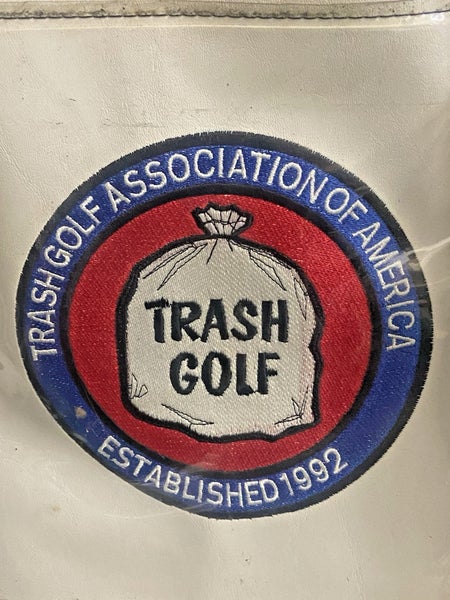 TRASH GOLF ASSOCIATION OF AMERICA
TRASH
GOLF
ESTABLISHED 1992